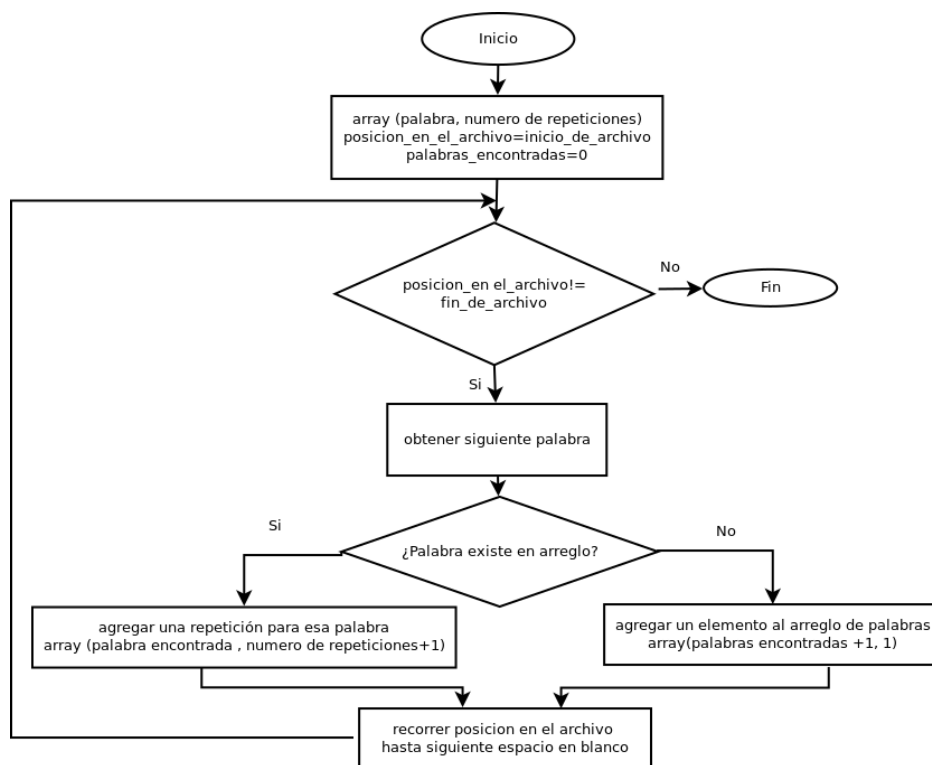 Inicio
array (palabra, numero de repeticiones)
posicion_en_el_archivo=inicio_de_archivo
palabras_encontradas=0
posicion_en el_archivo!=
fin_de_archivo
No
Fin
Si
obtener siguiente palabra
¿Palabra existe en arreglo?
Si
No
agregar una repetición para esa palabra
array (palabra encontrada , numero de repeticiones+1)
agregar un elemento al arreglo de palabras
array(palabras encontradas +1, 1)
recorrer posicion en el archivo
hasta siguiente espacio en blanco